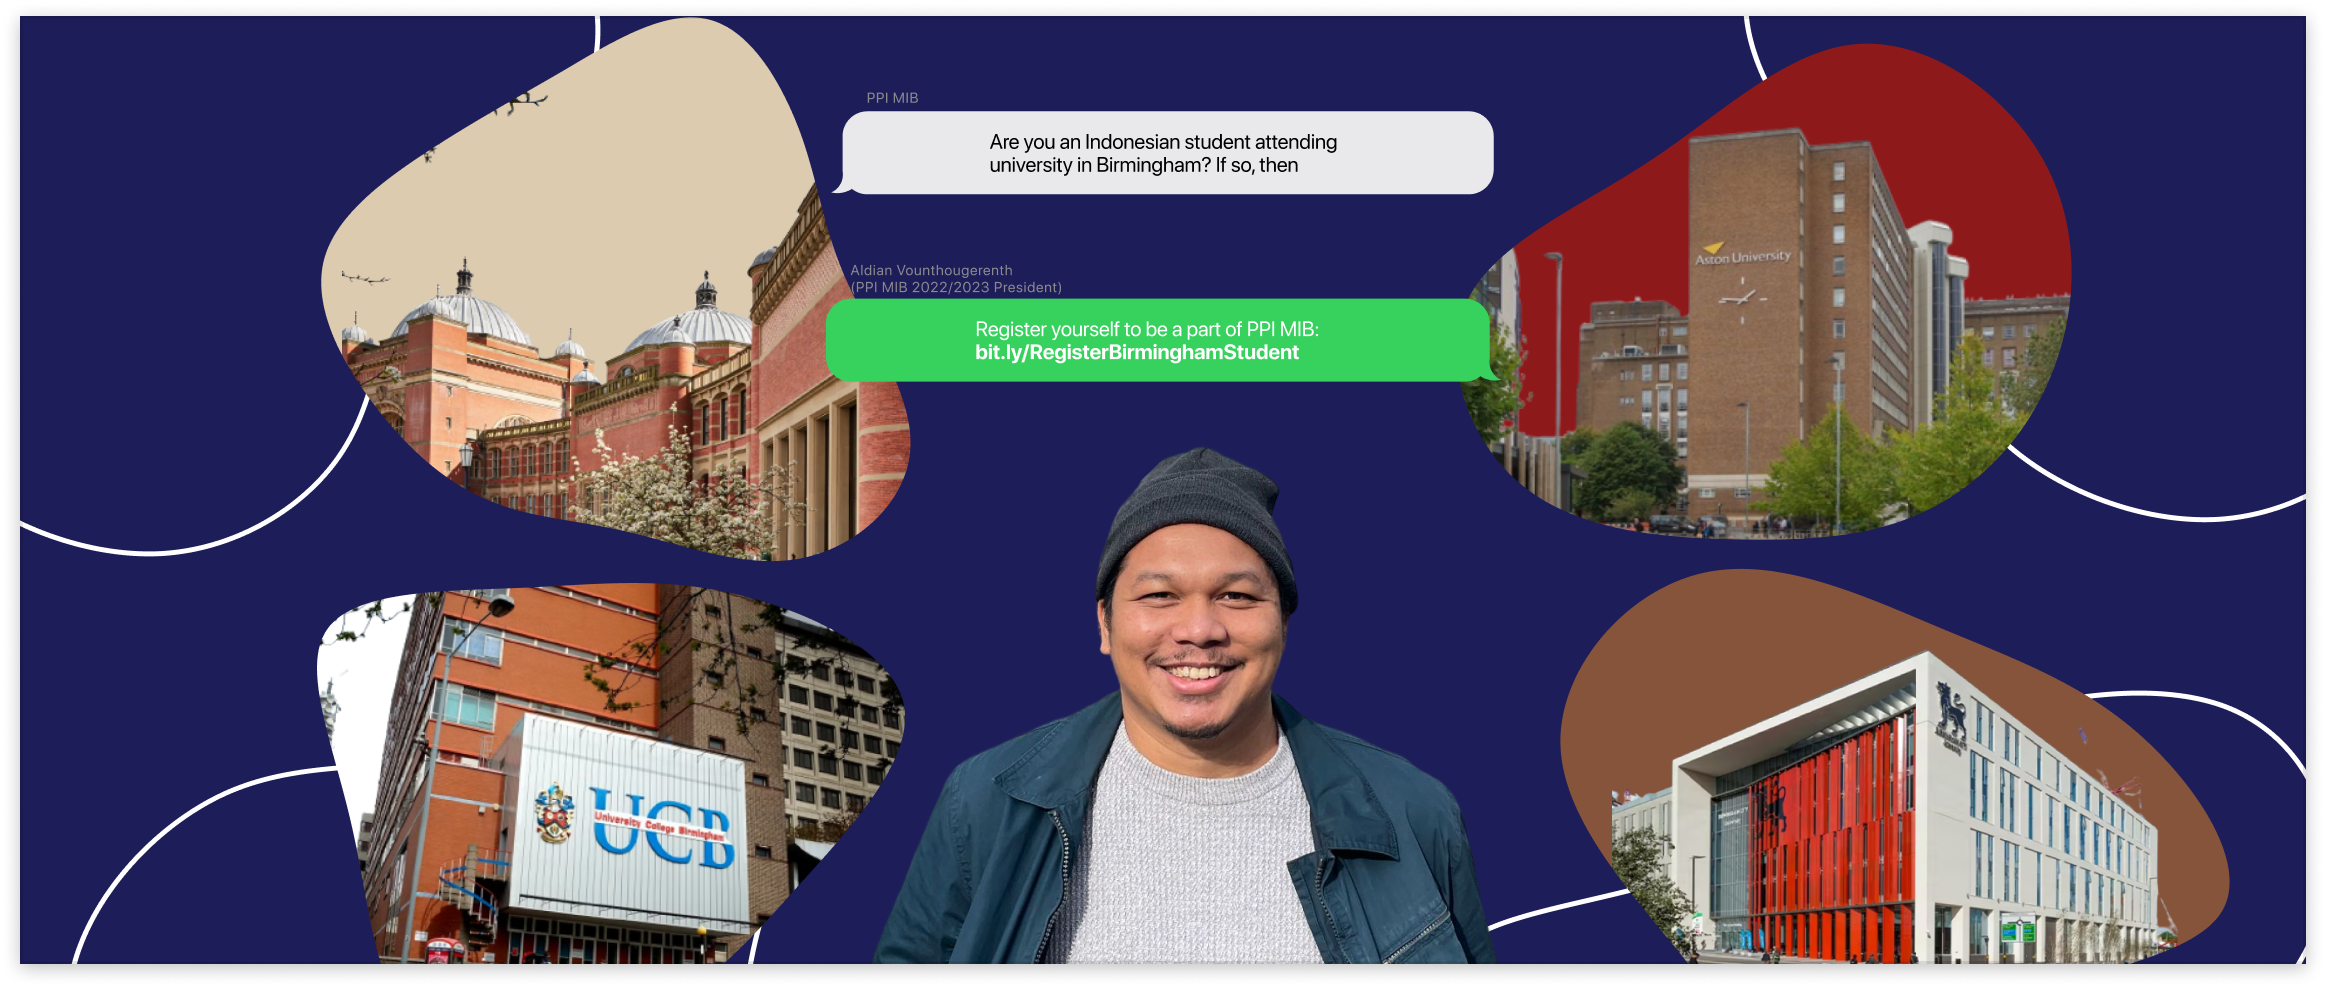 PPI MIB
Are you an Indonesian student attending
university in Birmingham? If so, then
Aldian Vounthougerenth
(PPI MIB 2022/2023 President)
Register yourself to be a part of PPI MIB:
bit.ly/RegisterBirminghamStudent
Aston University
UCB
University College Birmingham